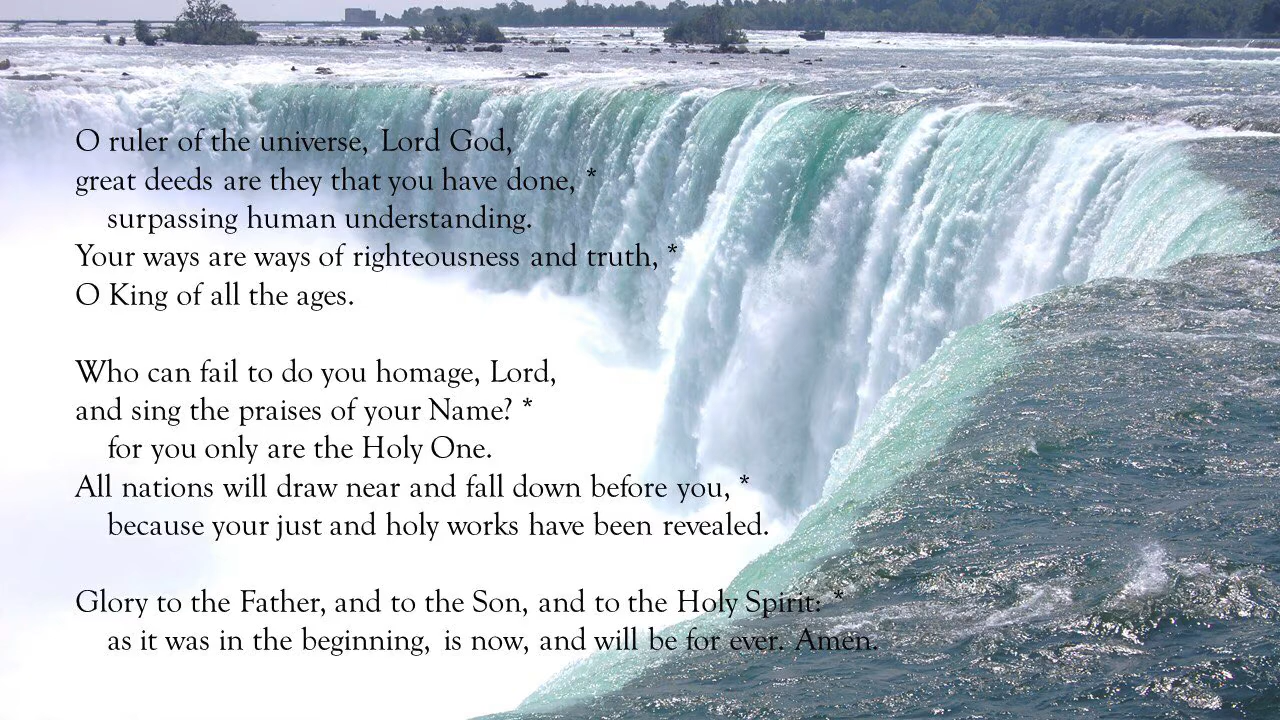 O ruler of the universe, Lord God,
great deeds are they that you have done, *
surpassing human understanding.
Your ways are ways of righteousness and truth, *
O King of all the ages.
Who can fail to do you homage, Lord,
and sing the praises of your Name? *
for you only are the Holy One.
All nations will draw near and fall down before you, *
because your just and holy works have been revealed.
Glory to the Father, and to the Son, and to the Holy Spirit: *
as it was in the beginning, is now, and will be for ever. Amen.